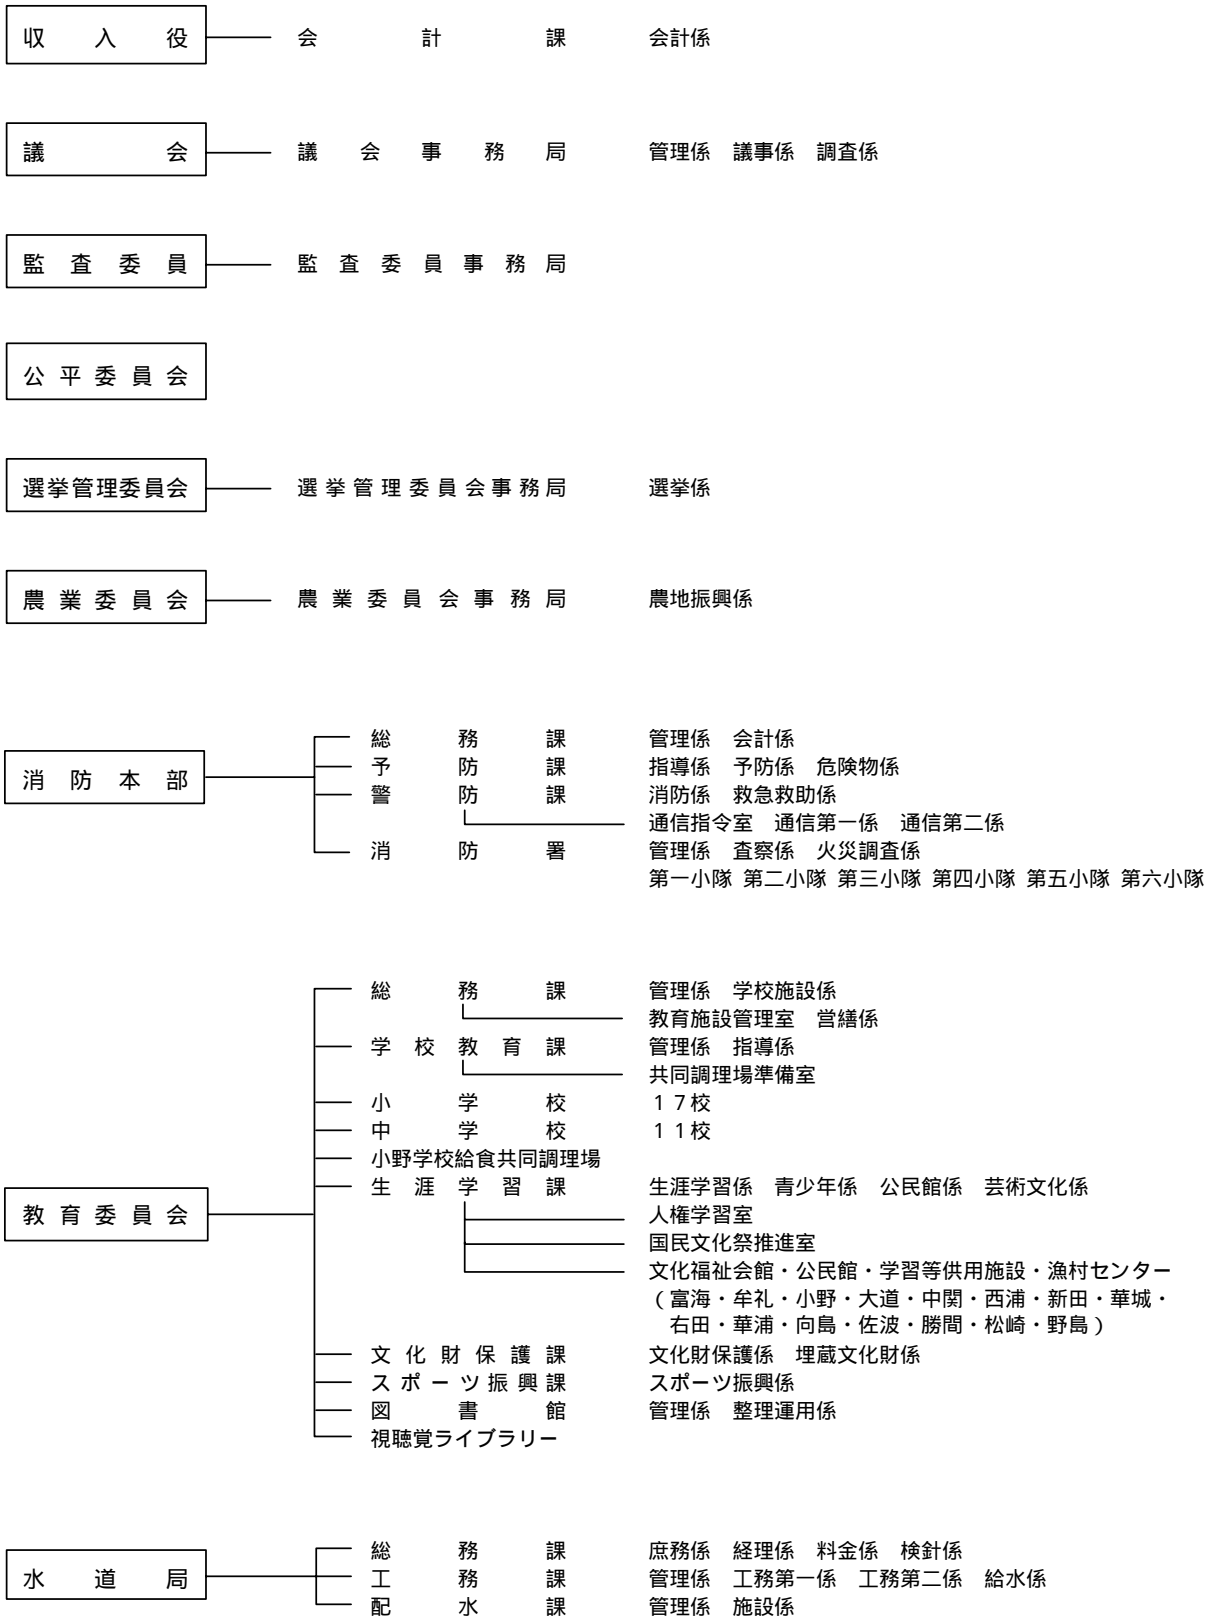 収入役 会計課 会計係
議会 議会事務局 管理係 議事係 調査係
監査委員 監査委員事務局
公平委員会
選挙管理委員会 選挙管理委員会事務局 選挙係
農業委員会 農業委員会事務局 農地振興係
総務課 管理係 会計係
消防本部 予防課 指導係 予防係 危険物係
警防課 消防係 救急救助係
通信指令室 通信第一係 通信第二係
消防署 管理係 査察係 火災調査係
第一小隊 第二小隊 第三小隊 第四小隊 第五小隊 第六小隊
総務課 管理係 学校施設係
教育施設管理室 営繕係
学校教育課 管理係 指導係
共同調理場準備室
小学校 17校
中学校 11校
小野学校給食共同調理場
生涯学習課 生涯学習係 青少年係 公民館係 芸術文化係
教育委員会 人権学習室
国民文化祭推進室
文化福祉会館・公民館・学習等供用施設・漁村センター
(富海・牟礼・小野・大道・中関・西浦・新田・華城・
右田・華浦・向島・佐波・勝間・松崎・野島)
文化財保護課 文化財保護係 埋蔵文化財係
スポーツ振興課 スポーツ振興係
図書館 管理係 整理運用係
視聴覚ライブラリー
総務課 庶務係 経理係 料金係 検針係
水道局 工務課 管理係 工務第一係 工務第二係 給水係
配水課 管理係 施設係